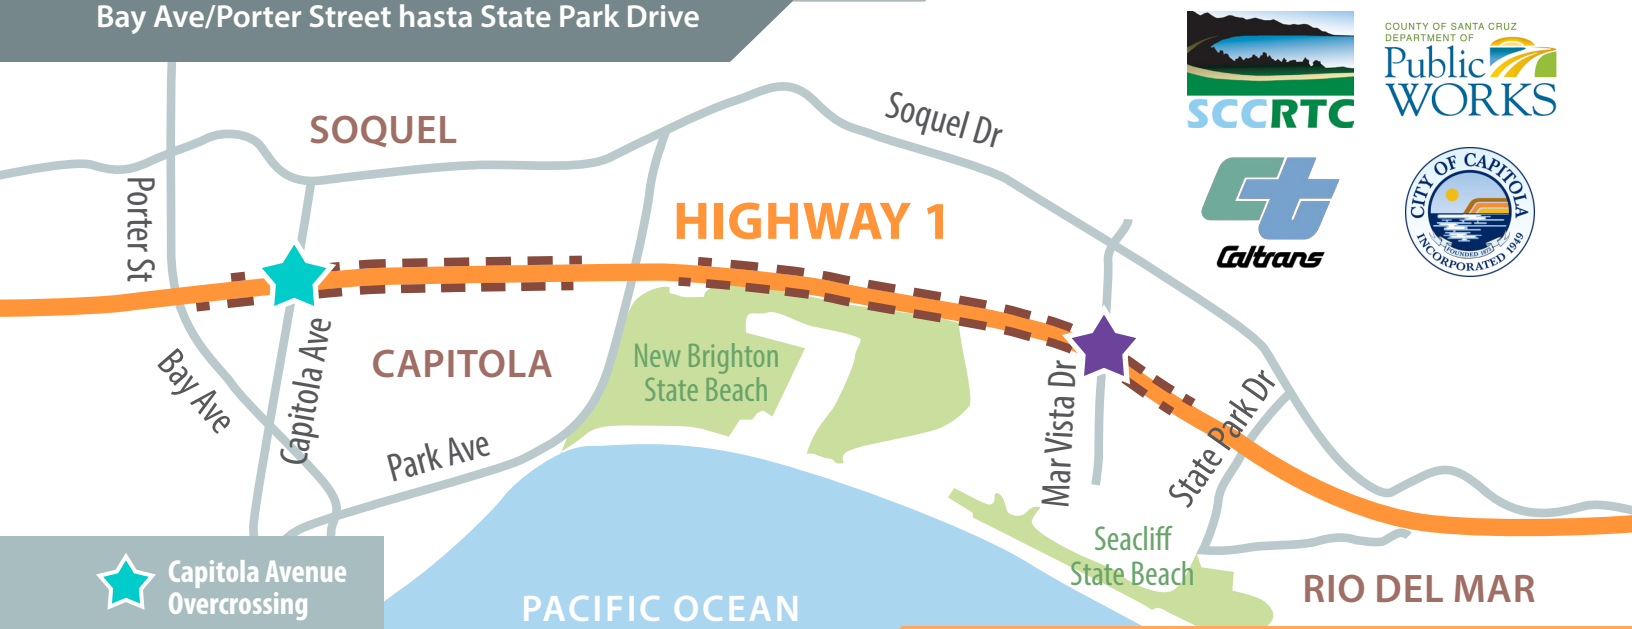 Bay Ave/Porter Street hasta State Park Drive
SCCRTC
COUNTY OF SANTA CRUZ
DEPARTMENT OF
Public
WORKS
Caltrans
CITY OF CAPITOLA
FOUNDED 1874
INCORPORATED 1949
SOQUEL
Soquel Dr
Porter St
HIGHWAY 1
CAPITOLA
Bay Ave
Capitola Ave
Park Ave
New Brighton
State Beach
Mar Vista Dr
State Park Dr
Seacliff
State Beach
RIO DEL MAR
PACIFIC OCEAN
Capitola Avenue
Overcrossing